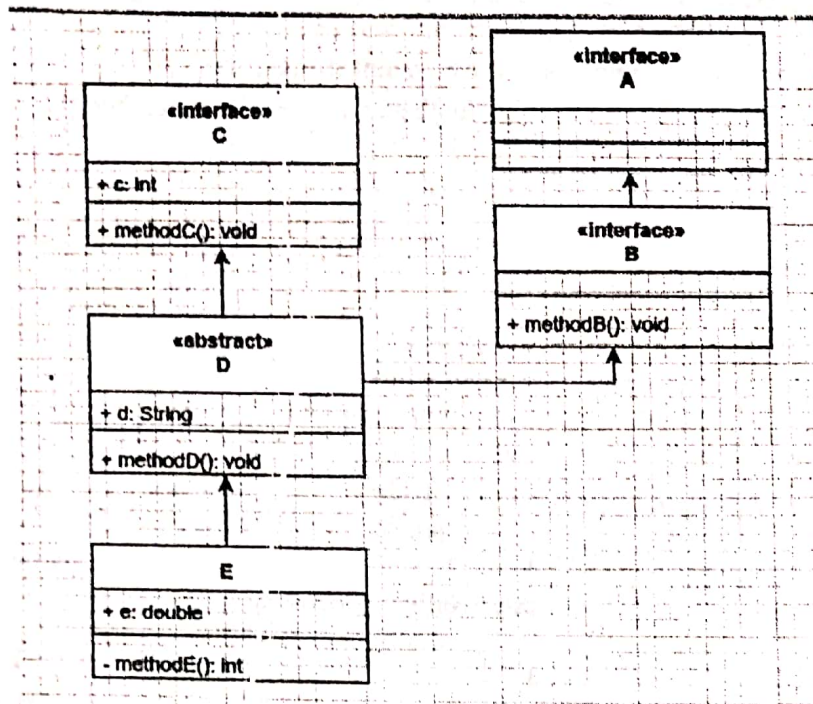 «interface»
A
«interface»
C
+ c: int
+ methodC(): void
«interface»
B
+ methodB(): void
«abstract»
D
+ d: String
+ methodD(): void
E
+ e: double
- methodE(): int